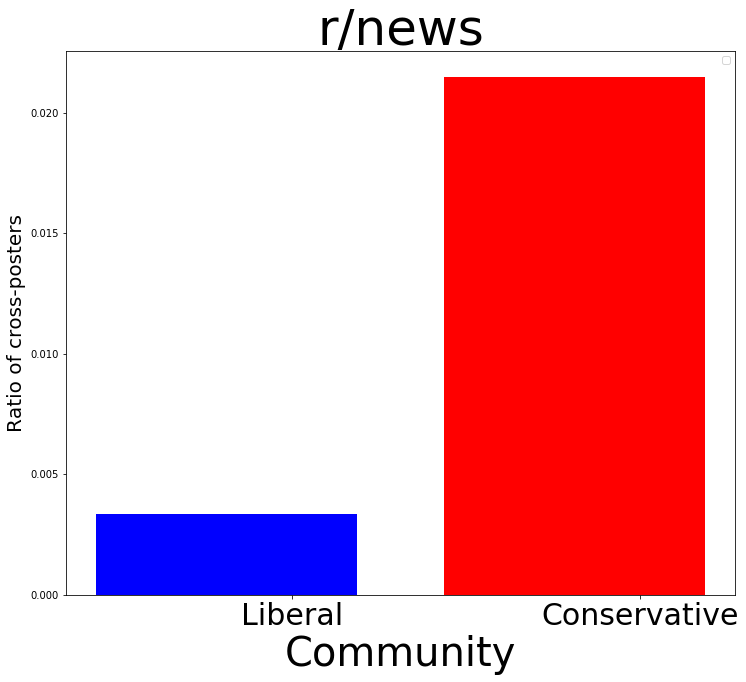 r/news
Ratio of cross-posters
0.020
0.015
0.010
0.005
0.000
Liberal Conservative
Community